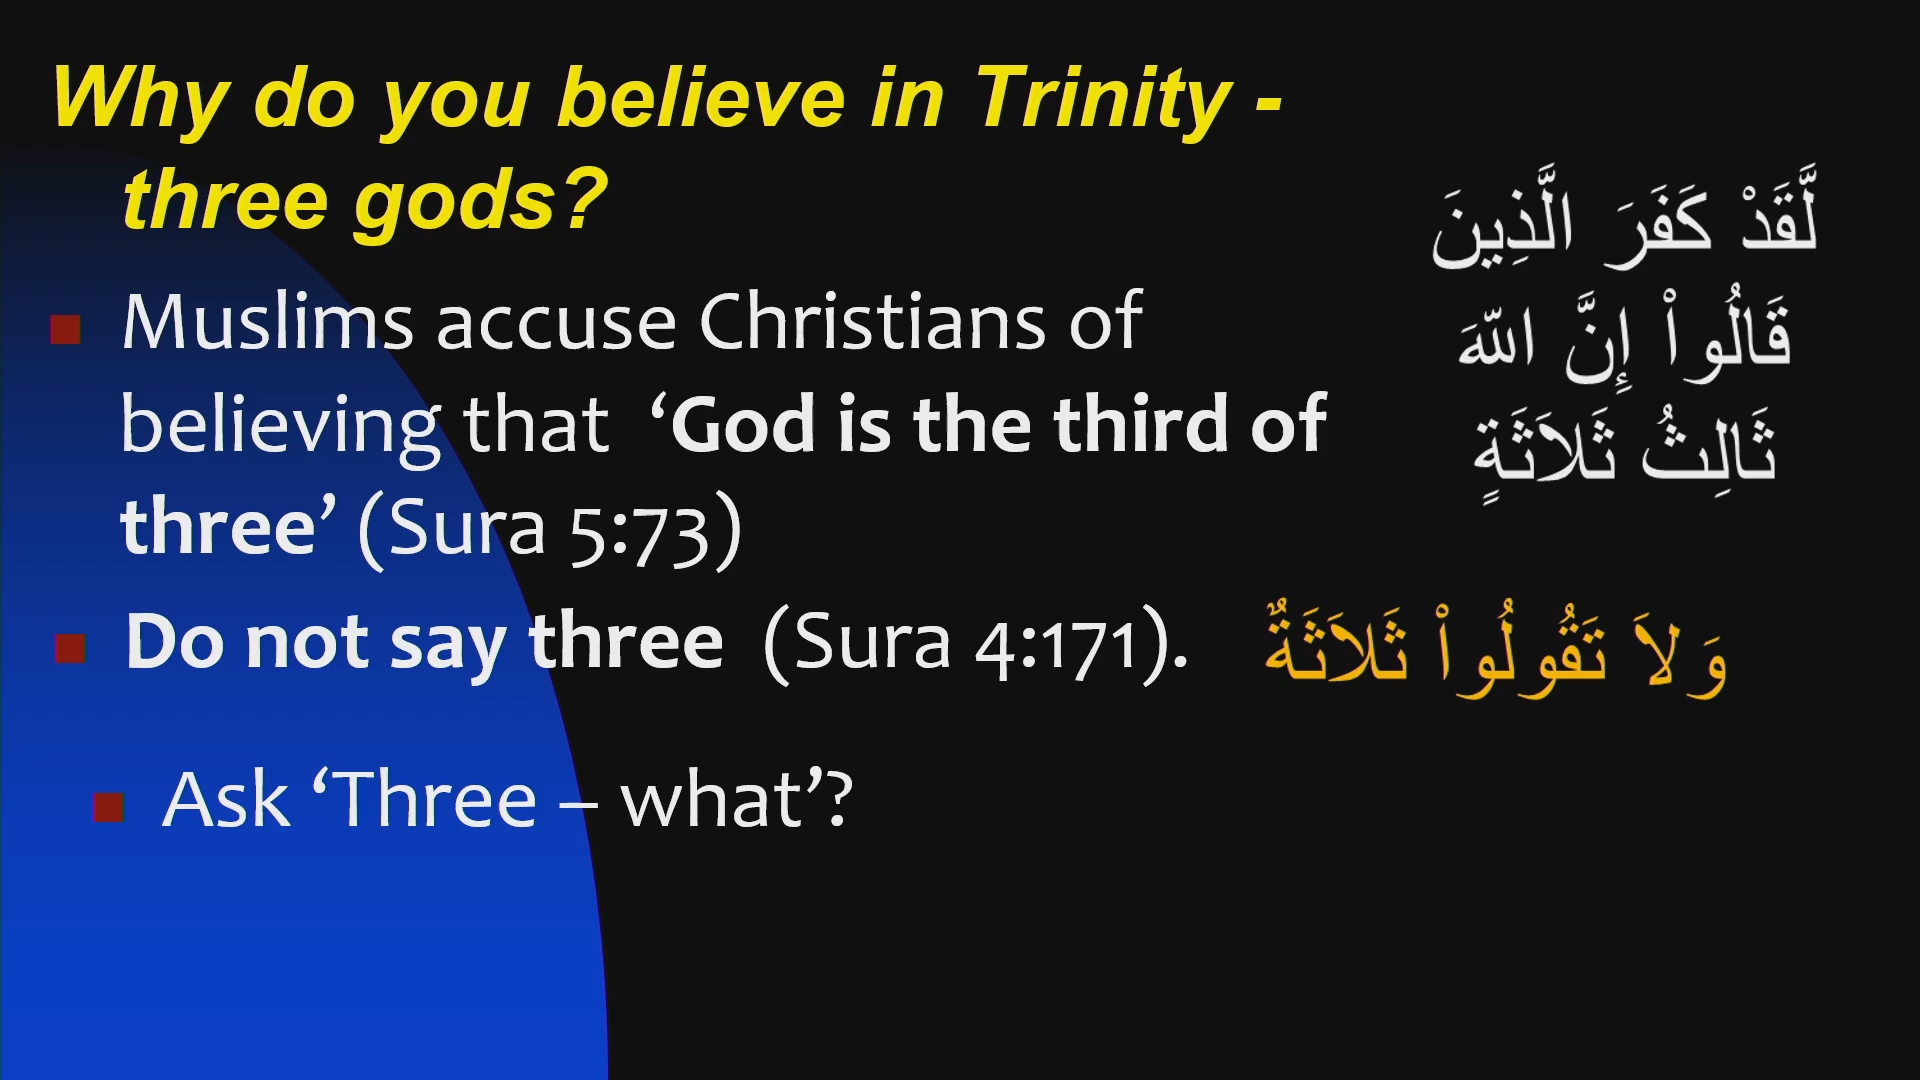 Why do you believe in Trinity -
three gods?
Muslims accuse Christians of
believing that ‘God is the third of
three’ (Sura 5:73)
لَّقَدْ كَفَرَ الَّذِينَ
قَالُواْ إِنَّ اللّهَ
ثَالِثُ ثَلاَثَةٍ
Do not say three (Sura 4:171).
وَلاَ تَقُولُواْ ثَلاَثَةٌ
Ask ‘Three – what’?